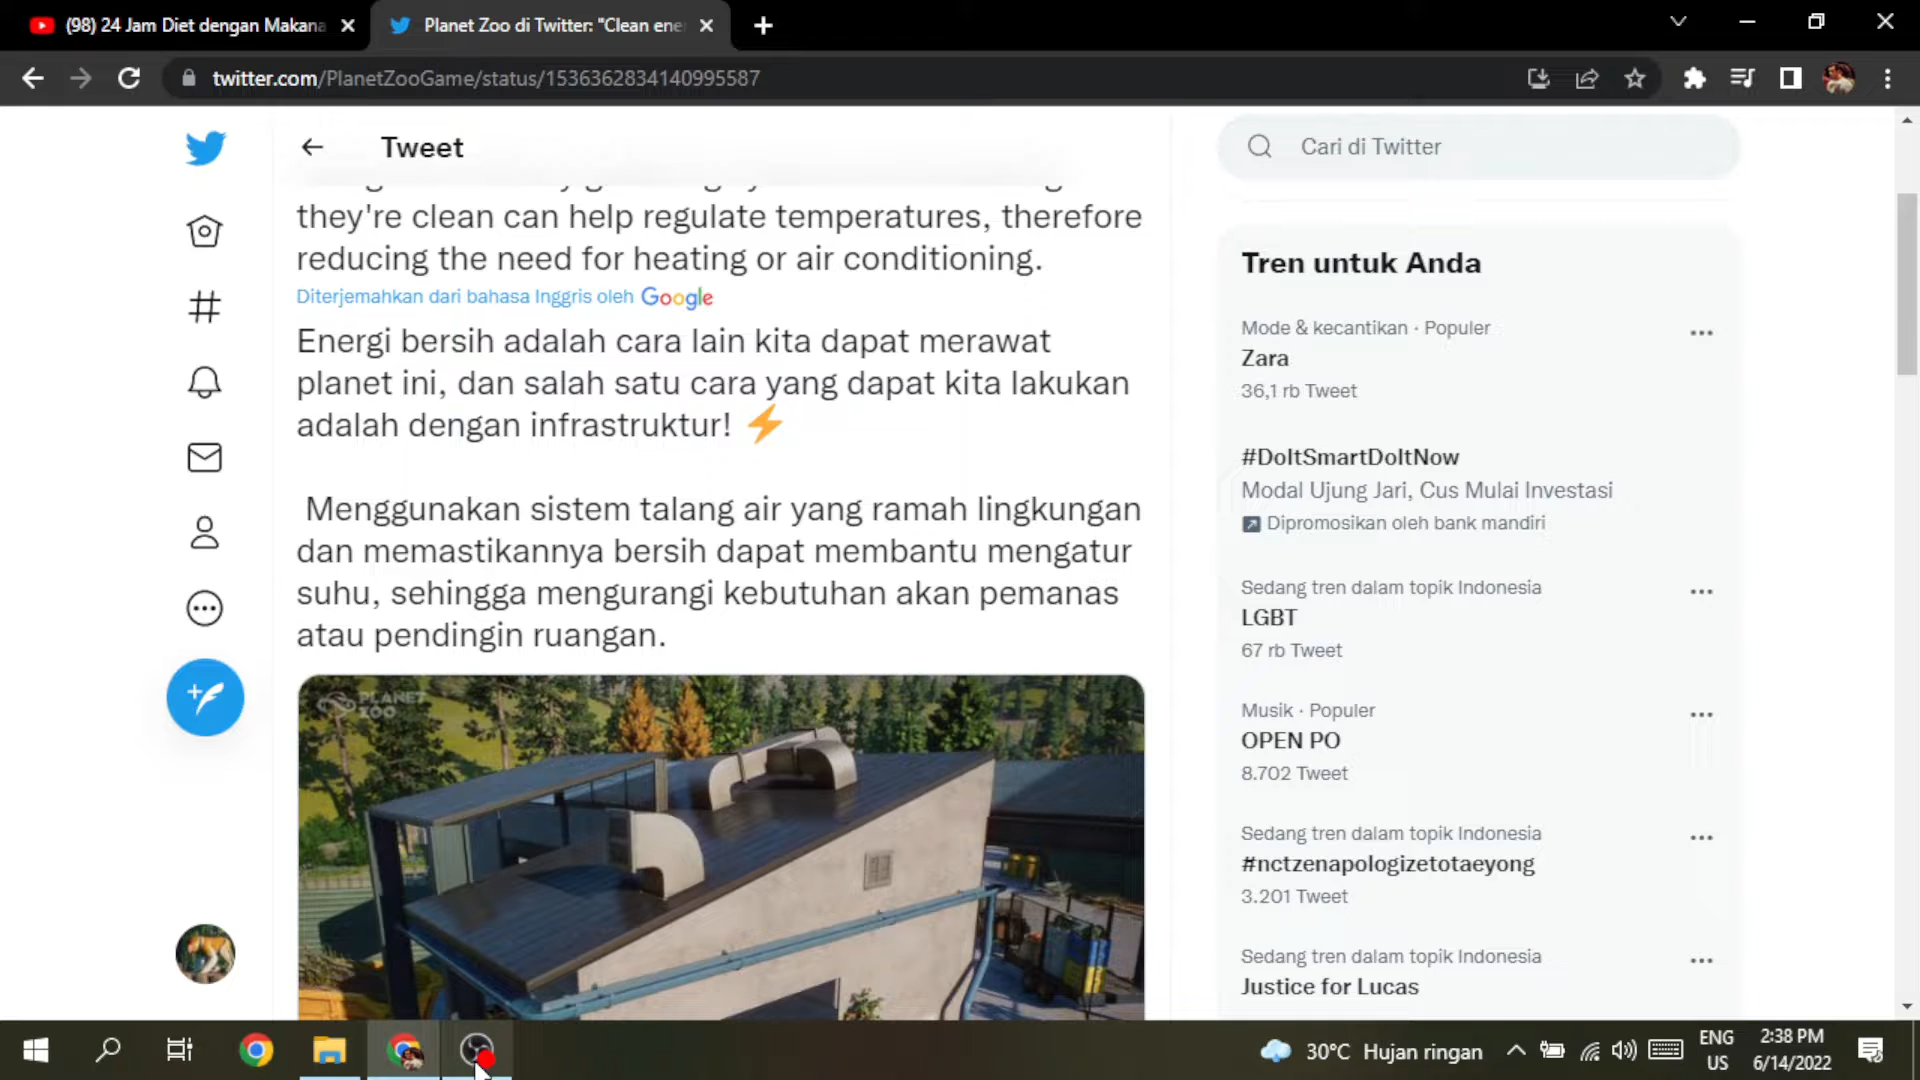 (98) 24 Jam Diet dengan Makana
Planet Zoo di Twitter: "Clean ene
twitter.com/PlanetZooGame/status/1536362834140995587
Tweet
Cari di Twitter
they're clean can help regulate temperatures, therefore
reducing the need for heating or air conditioning.
Diterjemahkan dari bahasa Inggris oleh Google
Energi bersih adalah cara lain kita dapat merawat
planet ini, dan salah satu cara yang dapat kita lakukan
adalah dengan infrastruktur! ⚡
Menggunakan sistem talang air yang ramah lingkungan
dan memastikannya bersih dapat membantu mengatur
suhu, sehingga mengurangi kebutuhan akan pemanas
atau pendingin ruangan.
PLANET
ZOO
Tren untuk Anda
Mode & kecantikan · Populer
Zara
36,1 rb Tweet
#DoItSmartDoItNow
Modal Ujung Jari, Cus Mulai Investasi
Dipromosikan oleh bank mandiri
Sedang tren dalam topik Indonesia
LGBT
67 rb Tweet
Musik · Populer
OPEN PO
8.702 Tweet
Sedang tren dalam topik Indonesia
#nctzenapologizetotaeyong
3.201 Tweet
Sedang tren dalam topik Indonesia
Justice for Lucas
30°C Hujan ringan
ENG
US
2:38 PM
6/14/2022